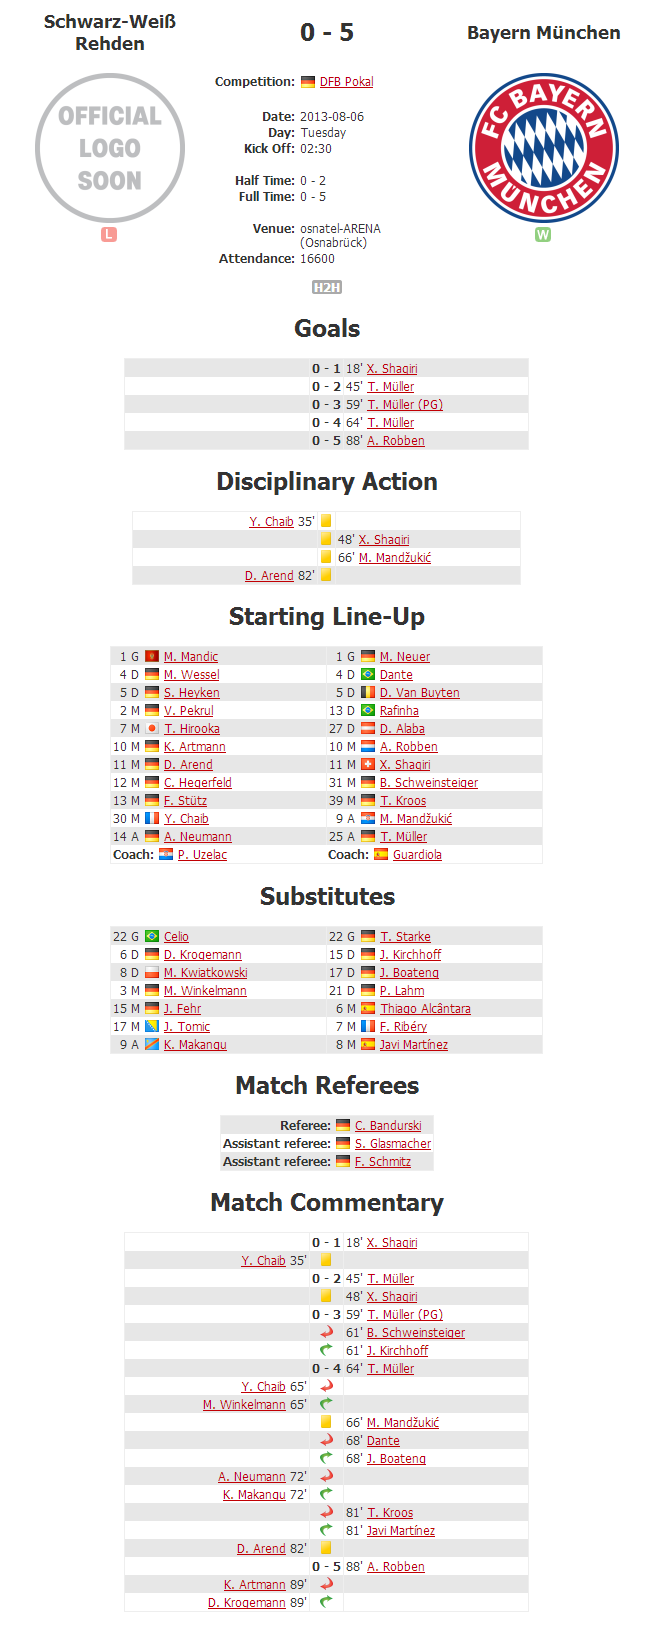 Schwarz-Weiß
Rehden
0 - 5
Bayern München
OFFICIAL
LOGO
SOON
L
Competition: DFB Pokal
Date: 2013-08-06
Day: Tuesday
Kick Off: 02:30
Half Time: 0 - 2
Full Time: 0 - 5
Venue: osnatel-ARENA
(Osnabrück)
Attendance: 16600
FC BAYERN
MÜNCHEN
W
H2H
Goals
0 - 1 18' X. Shaqiri
0 - 2 45' T. Müller
0 - 3 59' T. Müller (PG)
0 - 4 64' T. Müller
0 - 5 88' A. Robben
Disciplinary Action
Y. Chaib 35'
48' X. Shaqiri
66' M. Mandžukić
D. Arend 82'
Starting Line-Up
1 G M. Mandic 1 G M. Neuer
4 D M. Wessel 4 D Dante
5 D S. Heyken 5 D D. Van Buyten
2 M V. Pekrul 13 D Rafinha
7 M T. Hirooka 27 D D. Alaba
10 M K. Artmann 10 M A. Robben
11 M D. Arend 11 M X. Shaqiri
12 M C. Hegerfeld 31 M B. Schweinsteiger
13 M F. Stütz 39 M T. Kroos
30 M Y. Chaib 9 A M. Mandžukić
14 A A. Neumann 25 A T. Müller
Coach: P. Uzelac Coach: Guardiola
Substitutes
22 G Celio 22 G T. Starke
6 D D. Krogemann 15 D J. Kirchhoff
8 D M. Kwiatkowski 17 D J. Boateng
3 M M. Winkelmann 21 D P. Lahm
15 M J. Fehr 6 M Thiago Alcântara
17 M J. Tomic 7 M F. Ribéry
9 A K. Makangu 8 M Javi Martínez
Match Referees
Referee: C. Bandurski
Assistant referee: S. Glasmacher
Assistant referee: F. Schmitz
Match Commentary
0 - 1 18' X. Shaqiri
Y. Chaib 35'
0 - 2 45' T. Müller
48' X. Shaqiri
0 - 3 59' T. Müller (PG)
61' B. Schweinsteiger
61' J. Kirchhoff
0 - 4 64' T. Müller
Y. Chaib 65'
M. Winkelmann 65'
66' M. Mandžukić
68' Dante
68' J. Boateng
A. Neumann 72'
K. Makangu 72'
81' T. Kroos
81' Javi Martínez
D. Arend 82'
0 - 5 88' A. Robben
K. Artmann 89'
D. Krogemann 89'